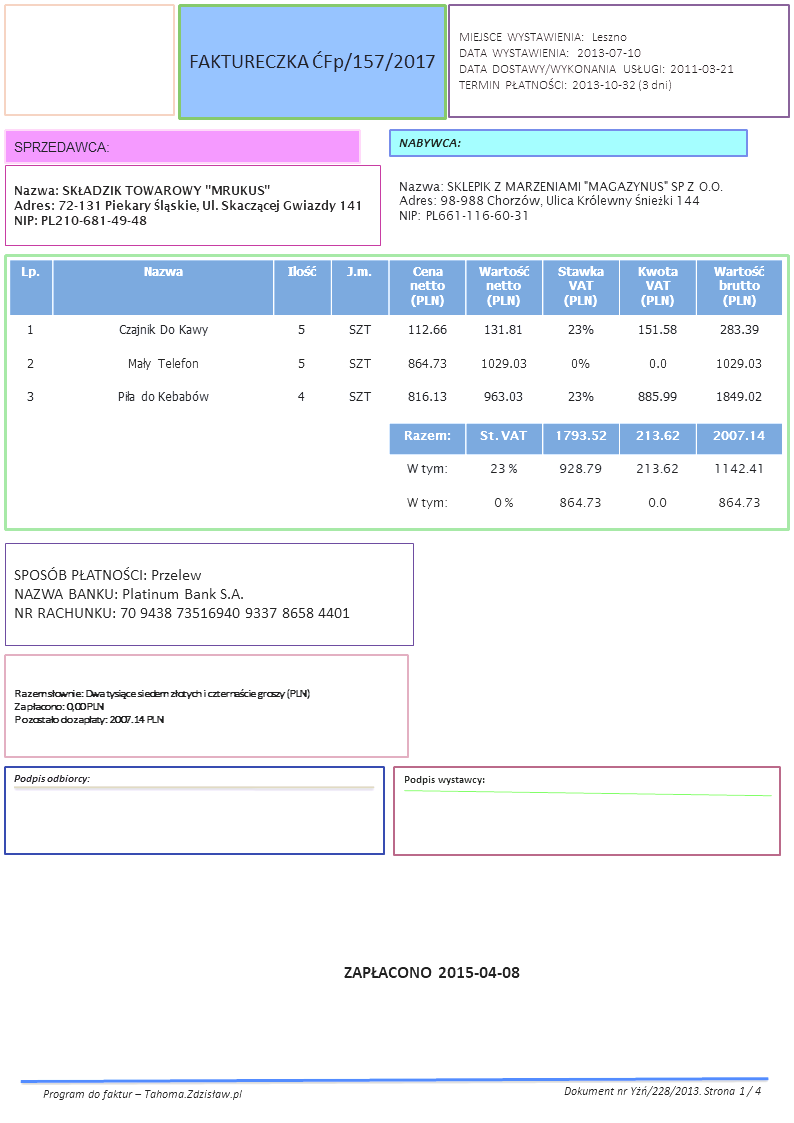 FAKTURECZKA ĆFp/157/2017
MIEJSCE WYSTAWIENIA: Leszno
DATA WYSTAWIENIA: 2013-07-10
DATA DOSTAWY/WYKONANIA USŁUGI: 2011-03-21
TERMIN PŁATNOŚCI: 2013-10-32 (3 dni)
SPRZEDAWCA:
Nazwa: SKŁADZIK TOWAROWY "MRUKUS"
Adres: 72-131 Piekary Śląskie, Ul. Skaczącej Gwiazdy 141
NIP: PL210-681-49-48
NABYWCA:
Nazwa: SKLEPIK Z MARZENIAMI "MAGAZYNUS" SP Z O.O.
Adres: 98-988 Chorzów, Ulica Królewny Śnieżki 144
NIP: PL661-116-60-31
Lp. Nazwa Ilość J.m. Cena netto (PLN) Wartość netto (PLN) Stawka VAT (PLN) Kwota VAT (PLN) Wartość brutto (PLN)
1 Czajnik Do Kawy 5 SZT 112.66 131.81 23% 151.58 283.39
2 Mały Telefon 5 SZT 864.73 1029.03 0% 0.0 1029.03
3 Piła do Kebabów 4 SZT 816.13 963.03 23% 885.99 1849.02
Razem: St. VAT 1793.52 213.62 2007.14
W tym: 23 % 928.79 213.62 1142.41
W tym: 0 % 864.73 0.0 864.73
SPOSÓB PŁATNOŚCI: Przelew
NAZWA BANKU: Platinum Bank S.A.
NR RACHUNKU: 70 9438 73516940 9337 8658 4401
Razem słownie: Dwa tysiące siedem złotych i czternaście groszy (PLN)
Zapłacono: 0,00 PLN
Pozostało do zapłaty: 2007.14 PLN
Podpis odbiorcy:
Podpis wystawcy:
ZAPŁACONO 2015-04-08
Program do faktur – Tahoma.Zdzisław.pl
Dokument nr Yźń/228/2013. Strona 1 / 4